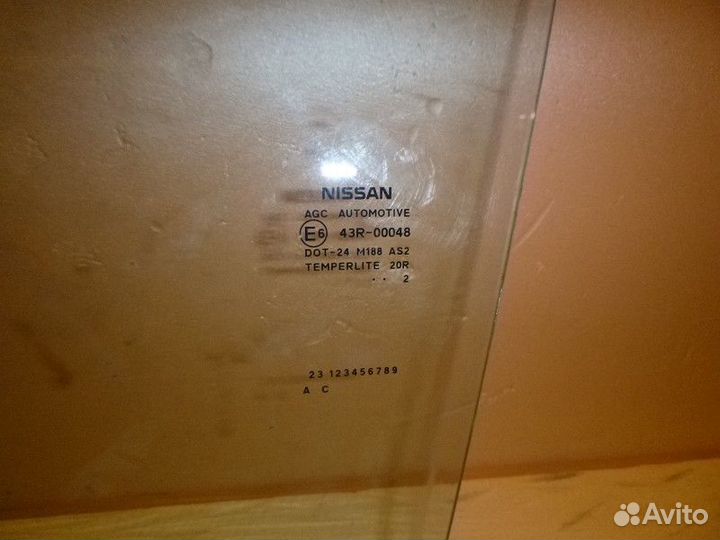 NISSAN
AGC AUTOMOTIVE
E6 43R-00048
DOT-24 M188 AS2
TEMPERLITE 20R
·· 2
23 123456789
A C
Avito